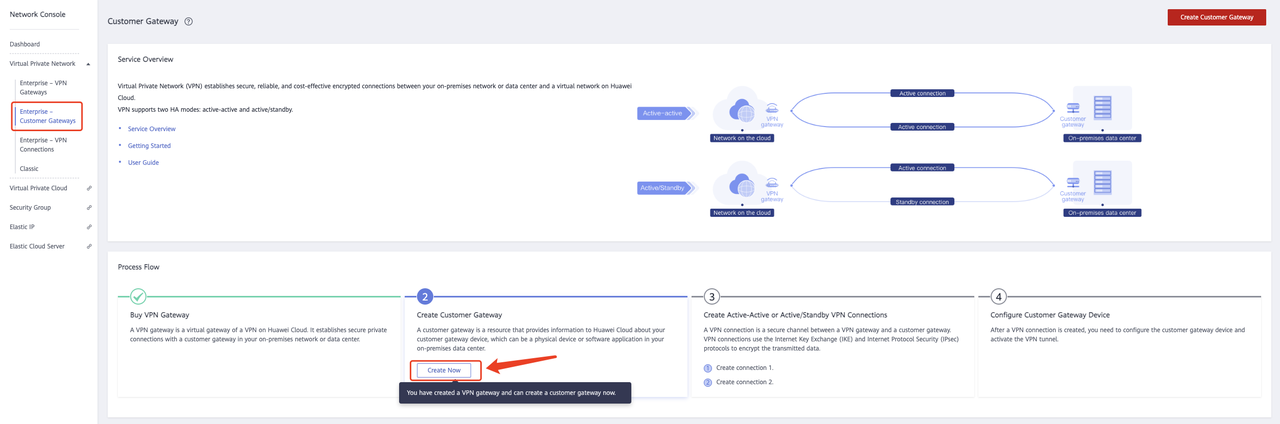 Network Console
Dashboard
Virtual Private Network
Enterprise – VPN
Gateways
Enterprise –
Customer Gateways
Enterprise – VPN
Connections
Classic
Virtual Private Cloud
Security Group
Elastic IP
Elastic Cloud Server
Customer Gateway ?
Create Customer Gateway
Service Overview
Virtual Private Network (VPN) establishes secure, reliable, and cost-effective encrypted connections between your on-premises network or data center and a virtual network on Huawei
Cloud.
VPN supports two HA modes: active-active and active/standby.
Service Overview
Getting Started
User Guide
Active-active
VPN
gateway
Network on the cloud
Active connection
Active connection
Customer
gateway
On-premises data center
Active/Standby
VPN
gateway
Network on the cloud
Active connection
Standby connection
Customer
gateway
On-premises data center
Process Flow
Buy VPN Gateway
A VPN gateway is a virtual gateway of a VPN on Huawei Cloud. It establishes secure private
connections with a customer gateway in your on-premises network or data center.
2
Create Customer Gateway
A customer gateway is a resource that provides information to Huawei Cloud about your
customer gateway device, which can be a physical device or software application in your
on-premises data center.
Create Now
You have created a VPN gateway and can create a customer gateway now.
3
Create Active-Active or Active/Standby VPN Connections
A VPN connection is a secure channel between a VPN gateway and a customer gateway.
VPN connections use the Internet Key Exchange (IKE) and Internet Protocol Security (IPsec)
protocols to encrypt the transmitted data.
1 Create connection 1.
2 Create connection 2.
4
Configure Customer Gateway Device
After a VPN connection is created, you need to configure the customer gateway device and
activate the VPN tunnel.